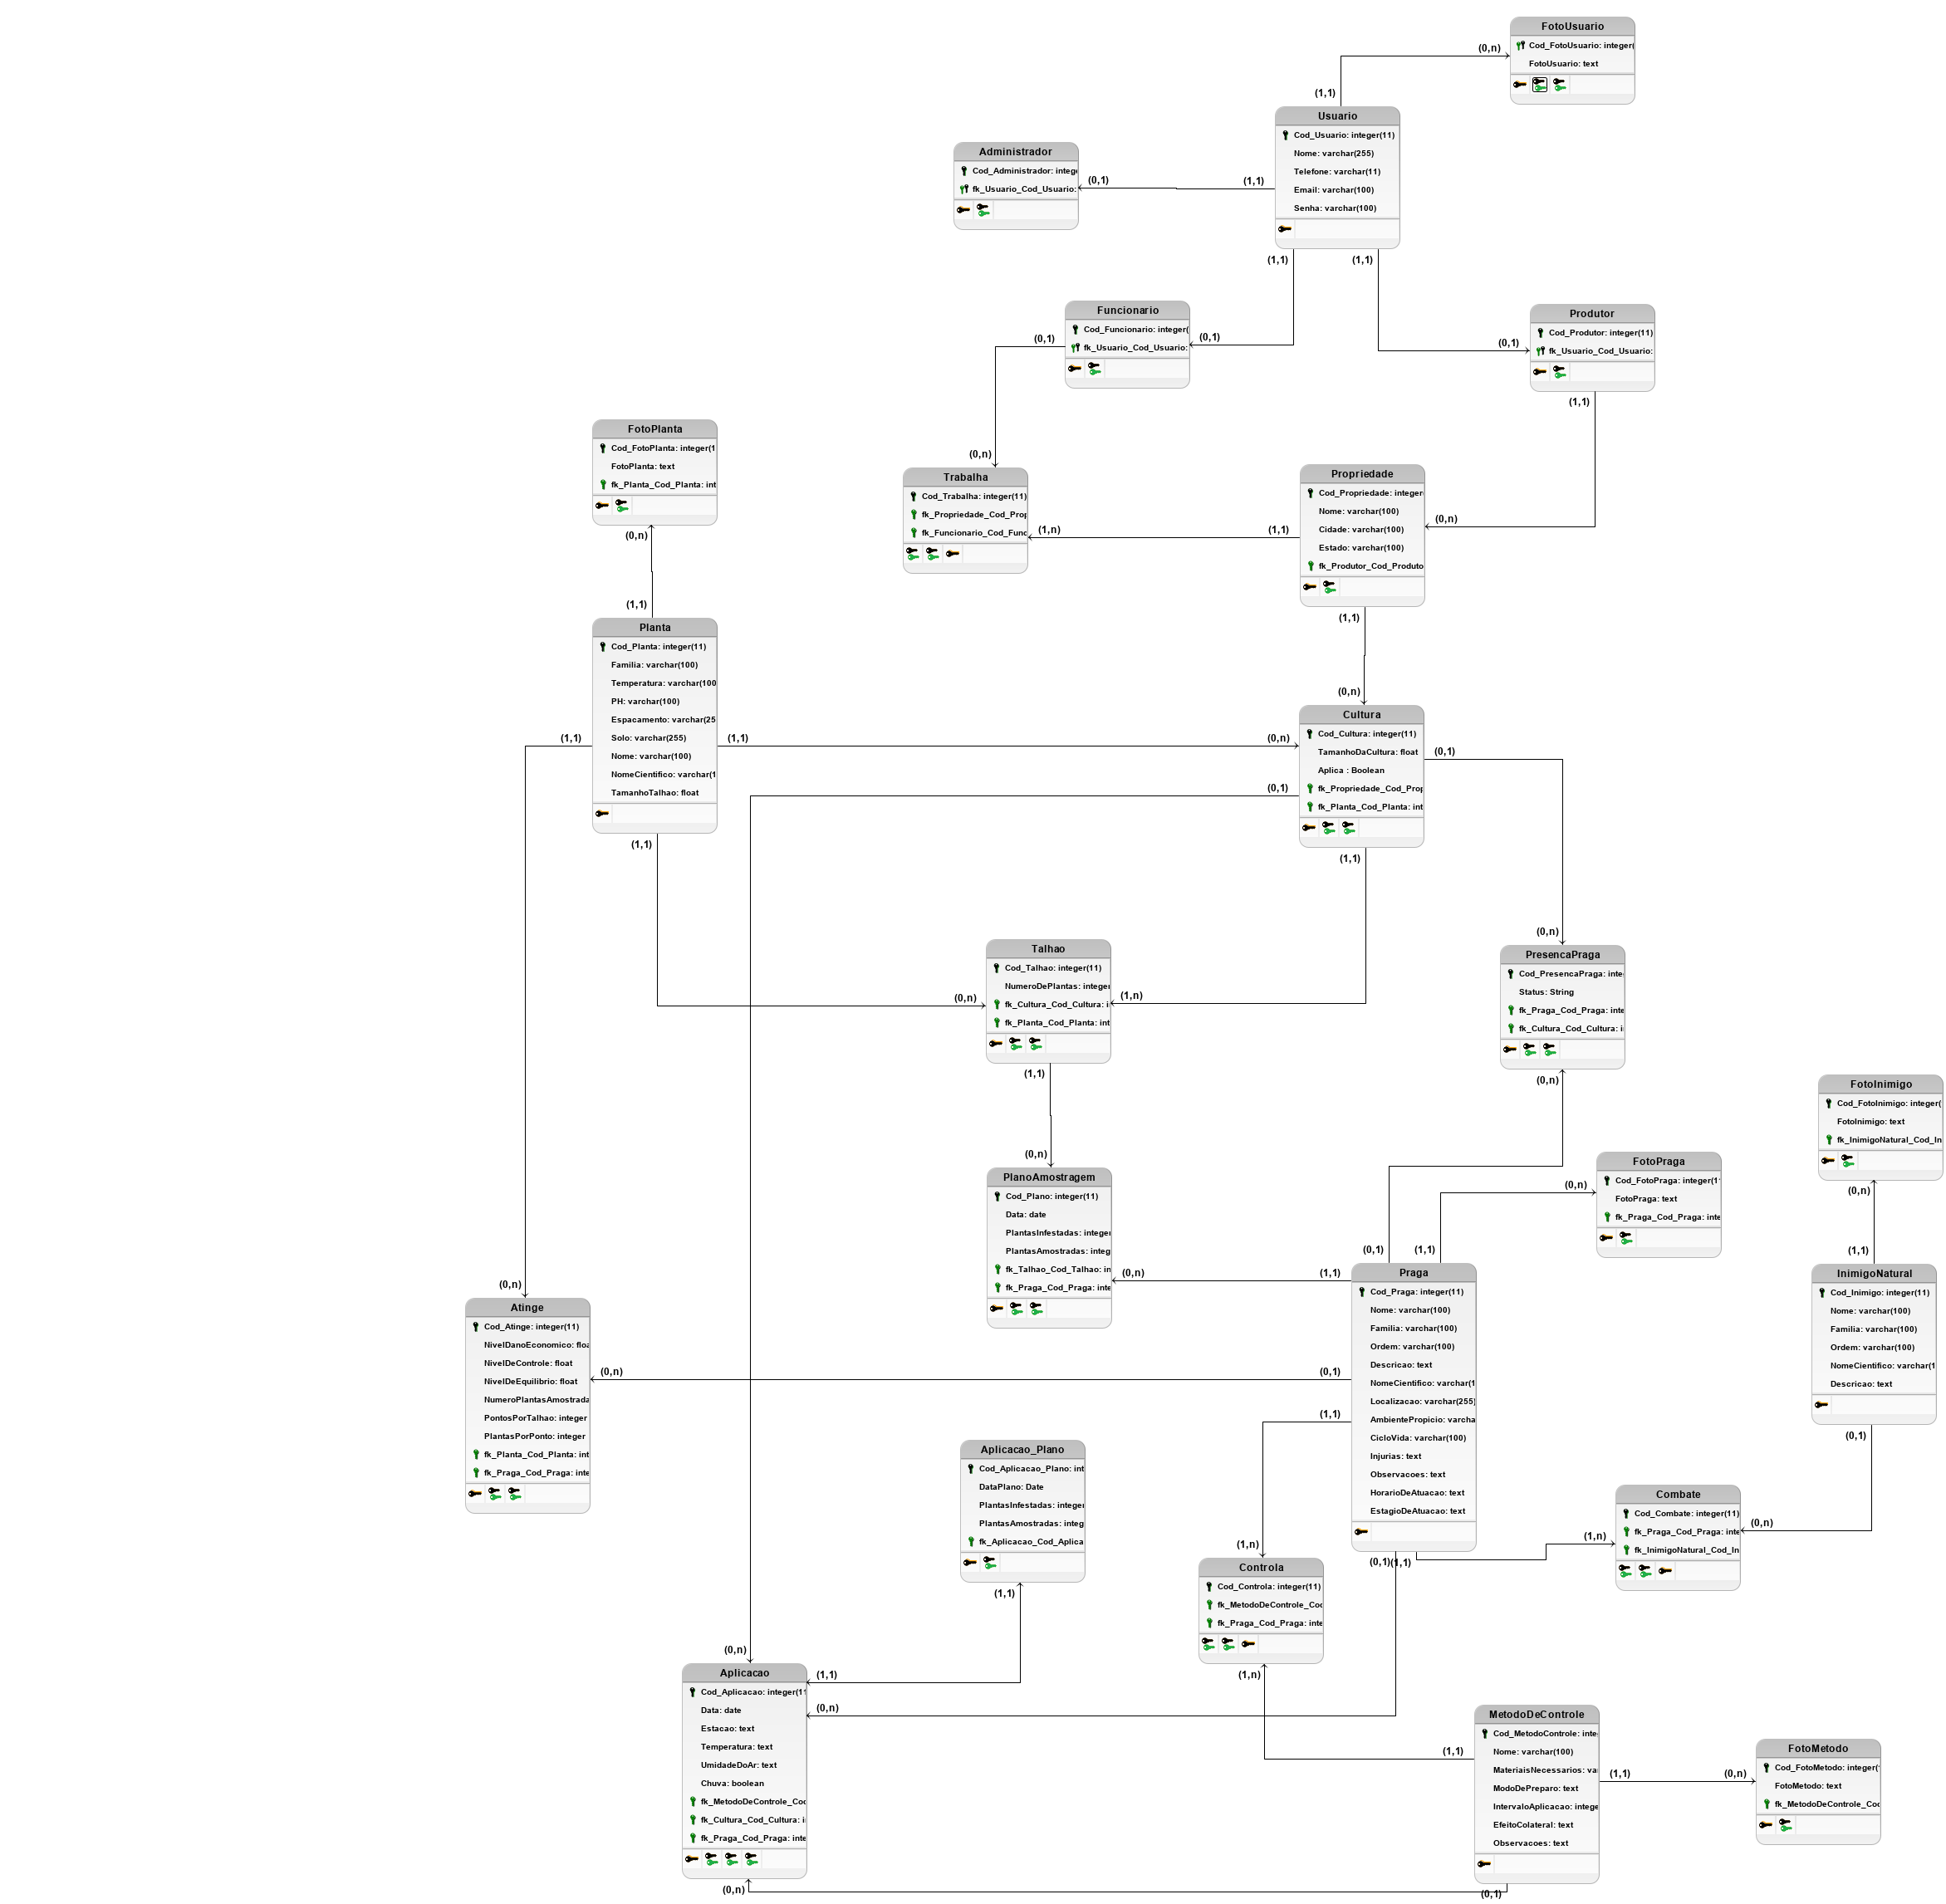 FotoUsuario
Cod_FotoUsuario: integer(
FotoUsuario: text
(0,n)
(1,1)
Usuario
Cod_Usuario: integer(11)
Nome: varchar(255)
Telefone: varchar(11)
Email: varchar(100)
Senha: varchar(100)
Administrador
Cod_Administrador: intege
fk_Usuario_Cod_Usuario:
(0,1)
(1,1)
(1,1)
(1,1)
Funcionario
Cod_Funcionario: integer(
fk_Usuario_Cod_Usuario:
(0,1)
(0,1)
Produtor
Cod_Produtor: integer(11)
fk_Usuario_Cod_Usuario:
(0,1)
(1,1)
FotoPlanta
Cod_FotoPlanta: integer(1
FotoPlanta: text
fk_Planta_Cod_Planta: int
(0,n)
(1,1)
(0,n)
Trabalha
Cod_Trabalha: integer(11)
fk_Propriedade_Cod_Prop
fk_Funcionario_Cod_Func
(1,n)
(1,1)
Propriedade
Cod_Propriedade: integer
Nome: varchar(100)
Cidade: varchar(100)
Estado: varchar(100)
fk_Produtor_Cod_Produto
(0,n)
(1,1)
(0,n)
Planta
Cod_Planta: integer(11)
Familia: varchar(100)
Temperatura: varchar(100
PH: varchar(100)
Espacamento: varchar(25
Solo: varchar(255)
Nome: varchar(100)
NomeCientifico: varchar(1
TamanhoTalhao: float
(1,1)
(1,1)
(0,n)
(1,1)
Cultura
Cod_Cultura: integer(11)
TamanhoDaCultura: float
Aplica : Boolean
fk_Propriedade_Cod_Prop
fk_Planta_Cod_Planta: int
(0,1)
(0,1)
(1,1)
Talhao
Cod_Talhao: integer(11)
NumeroDePlantas: integer
fk_Cultura_Cod_Cultura: i
fk_Planta_Cod_Planta: int
(0,n)
(1,n)
(1,1)
(0,n)
(0,n)
PresencaPraga
Cod_PresencaPraga: inte
Status: String
fk_Praga_Cod_Praga: inte
fk_Cultura_Cod_Cultura: i
(0,n)
FotoInimigo
Cod_FotoInimigo: integer(
FotoInimigo: text
fk_InimigoNatural_Cod_In
(0,n)
(1,1)
FotoPraga
Cod_FotoPraga: integer(1
FotoPraga: text
fk_Praga_Cod_Praga: inte
(0,n)
(0,1)
(1,1)
PlanoAmostragem
Cod_Plano: integer(11)
Data: date
PlantasInfestadas: integer
PlantasAmostradas: integ
fk_Talhao_Cod_Talhao: in
fk_Praga_Cod_Praga: inte
(0,n)
(1,1)
Praga
Cod_Praga: integer(11)
Nome: varchar(100)
Familia: varchar(100)
Ordem: varchar(100)
Descricao: text
NomeCientifico: varchar(1
Localizacao: varchar(255)
AmbientePropicio: varcha
CicloVida: varchar(100)
Injurias: text
Observacoes: text
HorarioDeAtuacao: text
EstagioDeAtuacao: text
(0,1)
(1,1)
(0,1)
(1,1)
InimigoNatural
Cod_Inimigo: integer(11)
Nome: varchar(100)
Familia: varchar(100)
Ordem: varchar(100)
NomeCientifico: varchar(1
Descricao: text
(0,1)
(0,n)
Atinge
Cod_Atinge: integer(11)
NivelDanoEconomico: floa
NivelDeControle: float
NivelDeEquilibrio: float
NumeroPlantasAmostrada
PontosPorTalhao: integer
PlantasPorPonto: integer
fk_Planta_Cod_Planta: int
fk_Praga_Cod_Praga: inte
(0,n)
Aplicacao_Plano
Cod_Aplicacao_Plano: int
DataPlano: Date
PlantasInfestadas: integer
PlantasAmostradas: integ
fk_Aplicacao_Cod_Aplica
(1,1)
(1,n)
Controla
Cod_Controla: integer(11)
fk_MetodoDeControle_Coc
fk_Praga_Cod_Praga: inte
(1,n)
Combate
Cod_Combate: integer(11)
fk_Praga_Cod_Praga: inte
fk_InimigoNatural_Cod_In
(1,n)
(0,n)
(0,n)
Aplicacao
Cod_Aplicacao: integer(11
Data: date
Estacao: text
Temperatura: text
UmidadeDoAr: text
Chuva: boolean
fk_MetodoDeControle_Coc
fk_Cultura_Cod_Cultura: i
fk_Praga_Cod_Praga: inte
(1,1)
(0,n)
(0,n)
MetodoDeControle
Cod_MetodoControle: inte
Nome: varchar(100)
MateriaisNecessarios: va
ModoDePreparo: text
IntervaloAplicacao: intege
EfeitoColateral: text
Observacoes: text
(1,1)
(1,1)
(0,1)
FotoMetodo
Cod_FotoMetodo: integer(
FotoMetodo: text
fk_MetodoDeControle_Coc
(0,n)